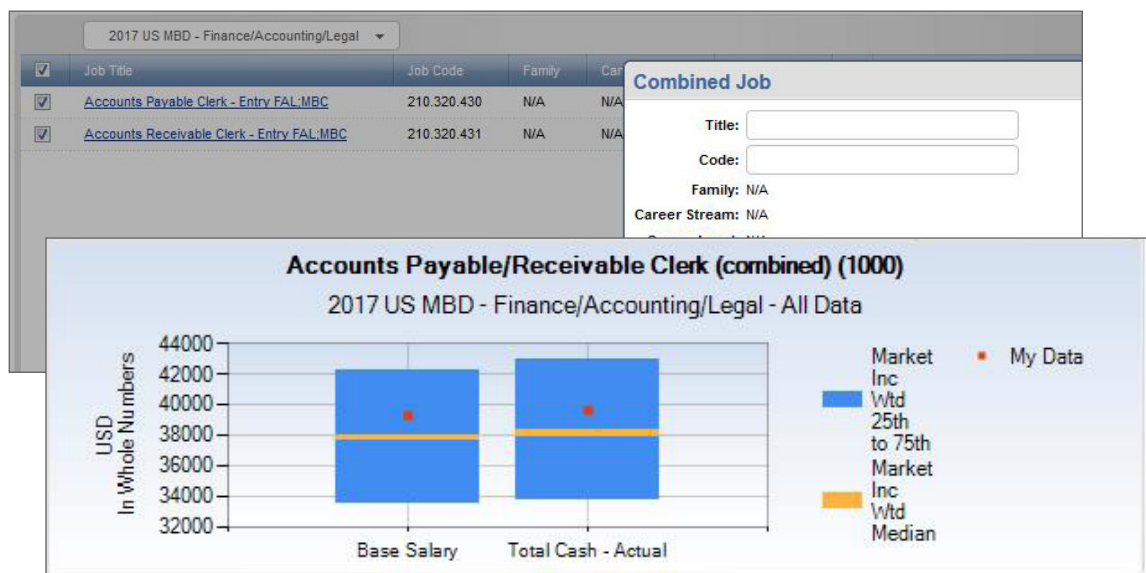 2017 US MBD - Finance/Accounting/Legal
Job Title Job Code Family Car
Accounts Payable Clerk - Entry FAL;MBC 210.320.430 N/A N/A
Accounts Receivable Clerk - Entry FAL;MBC 210.320.431 N/A N/A
Combined Job
Title:
Code:
Family: N/A
Career Stream: N/A
Accounts Payable/Receivable Clerk (combined) (1000)
2017 US MBD - Finance/Accounting/Legal - All Data
USD
In Whole Numbers
44000
42000
40000
38000
36000
34000
32000
Base Salary Total Cash - Actual
Market
Inc
Wtd
25th
to 75th
Market
Inc
Wtd
Median
My Data